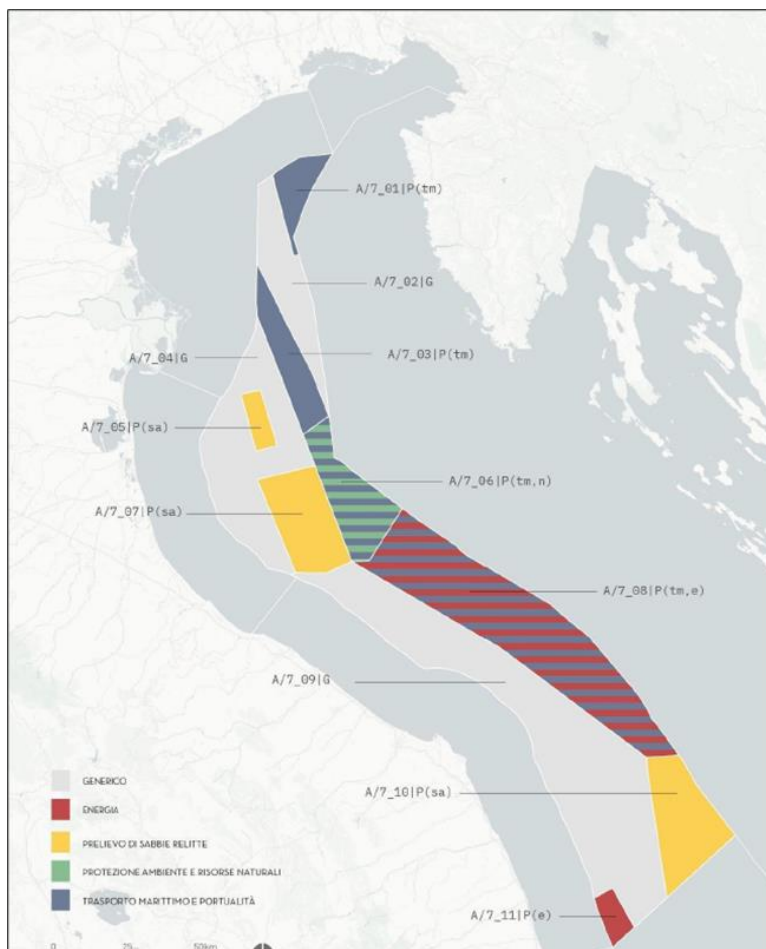 A/7_01|P(tm)
A/7_02|G
A/7_04|G
A/7_03|P(tm)
A/7_05|P(sa)
A/7_06|P(tm,n)
A/7_07|P(sa)
A/7_08|P(tm,e)
A/7_09|G
A/7_10|P(sa)
A/7_11|P(e)
GENERICO
ENERGIA
PRELIEVO DI SABBIE RELITTE
PROTEZIONE AMBIENTE E RISORSE NATURALI
TRASPORTO MARITTIMO E PORTUALITÀ
0 25 50km